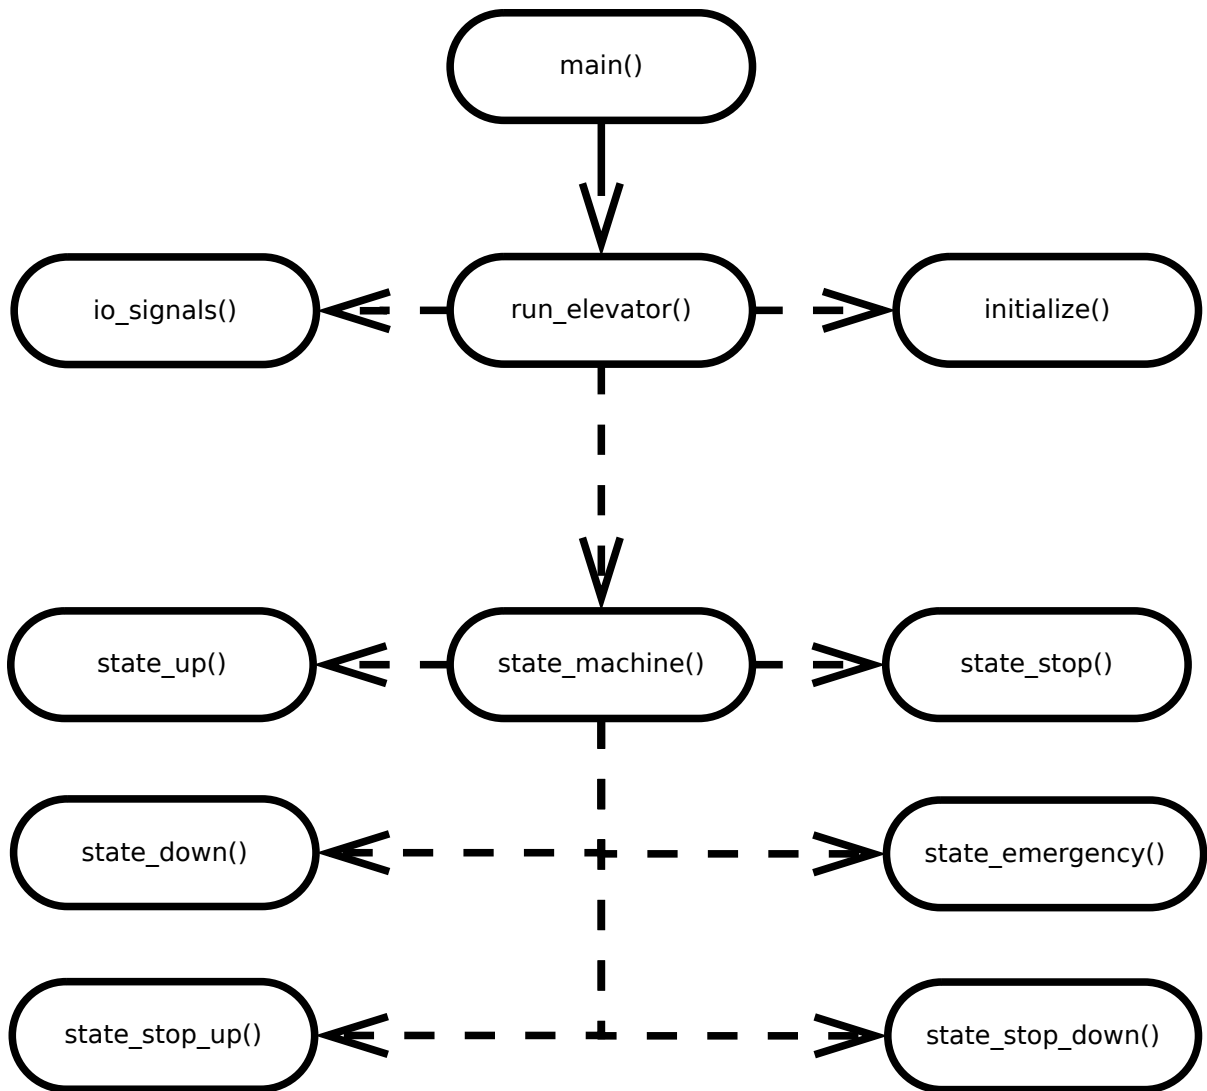 main()
io_signals()
run_elevator()
initialize()
state_up()
state_machine()
state_stop()
state_down()
state_emergency()
state_stop_up()
state_stop_down()